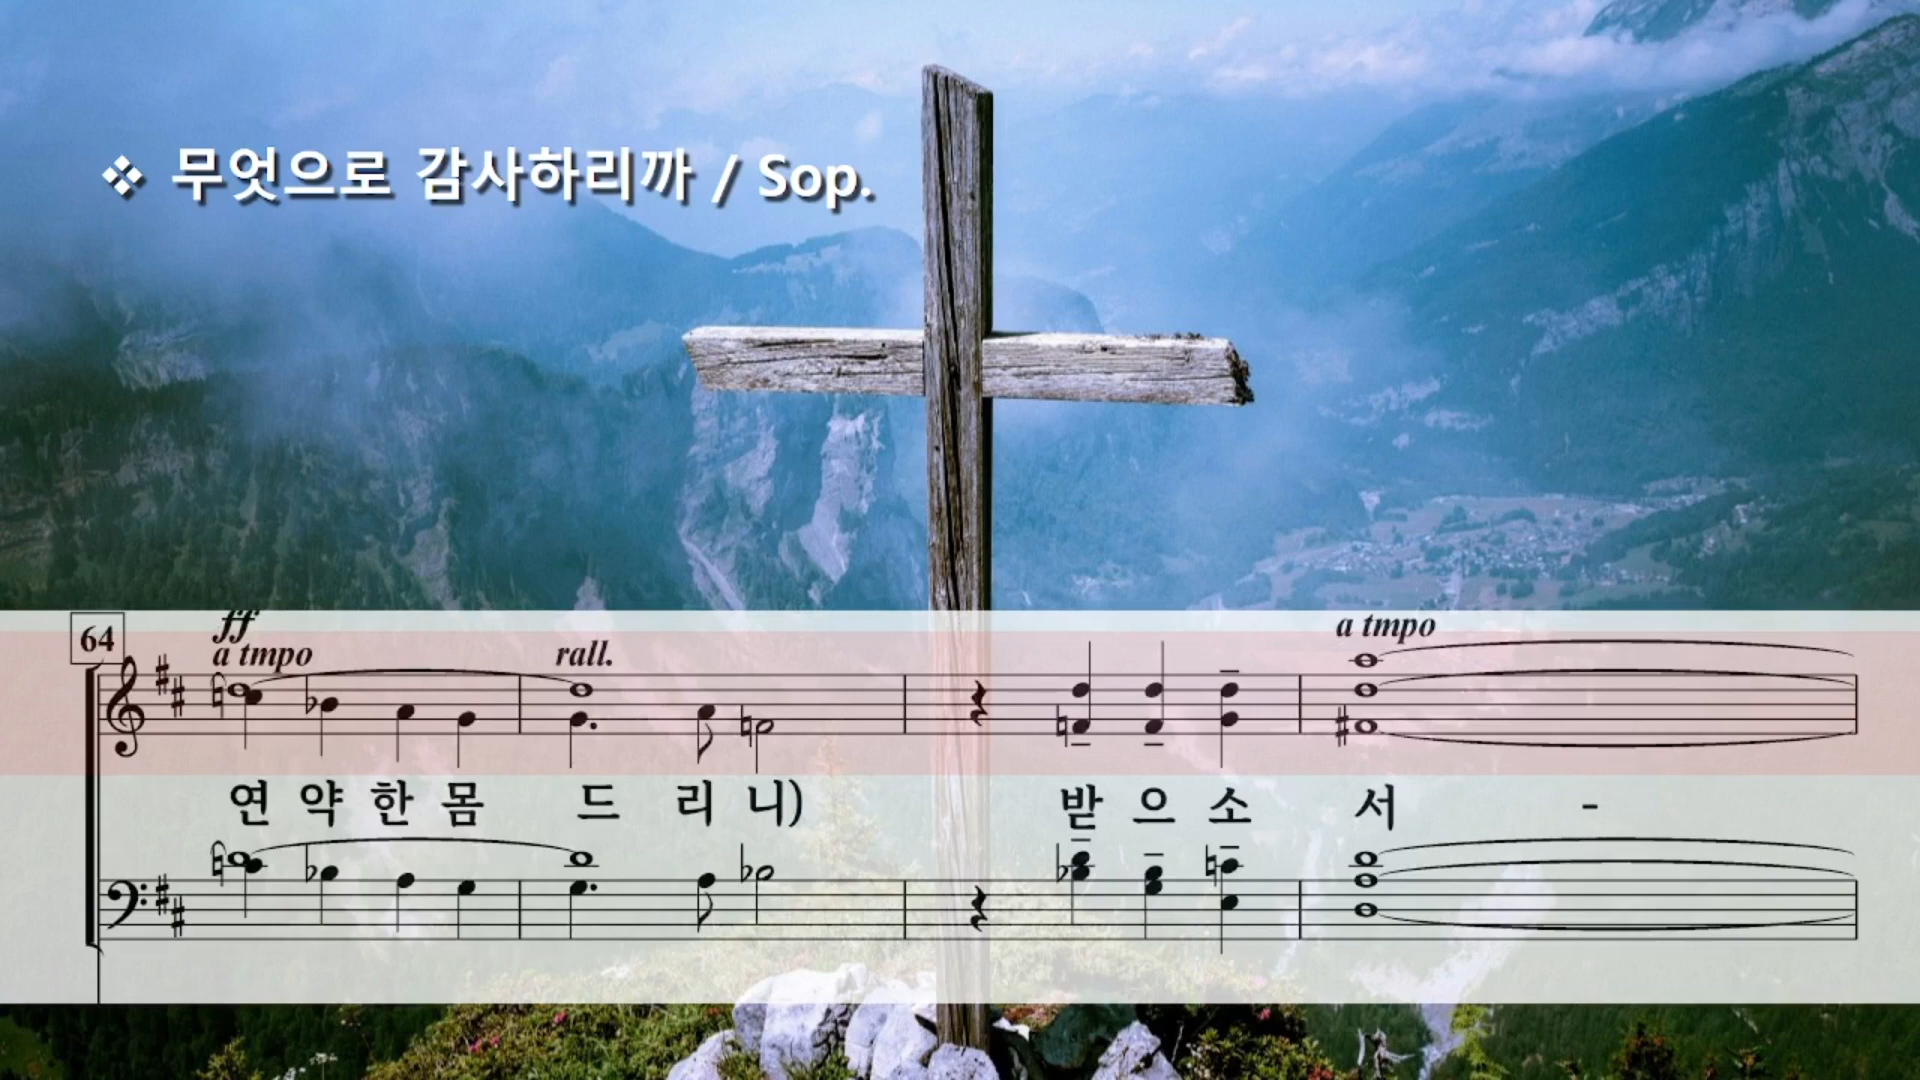 ❖ 무엇으로 감사하리까 / Sop.
64
ff
a tmpo rall. a tmpo
연 약 한 몸 드 리 니) 받 으 소 서 -